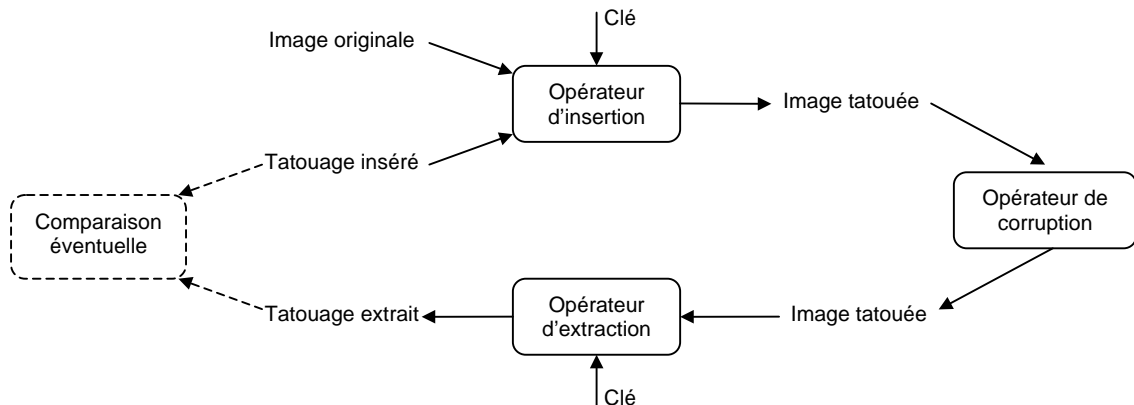 Clé
Image originale
Opérateur
d’insertion
Image tatouée
Tatouage inséré
Opérateur de
corruption
Comparaison
éventuelle
Opérateur
d’extraction
Tatouage extrait
Image tatouée
Clé